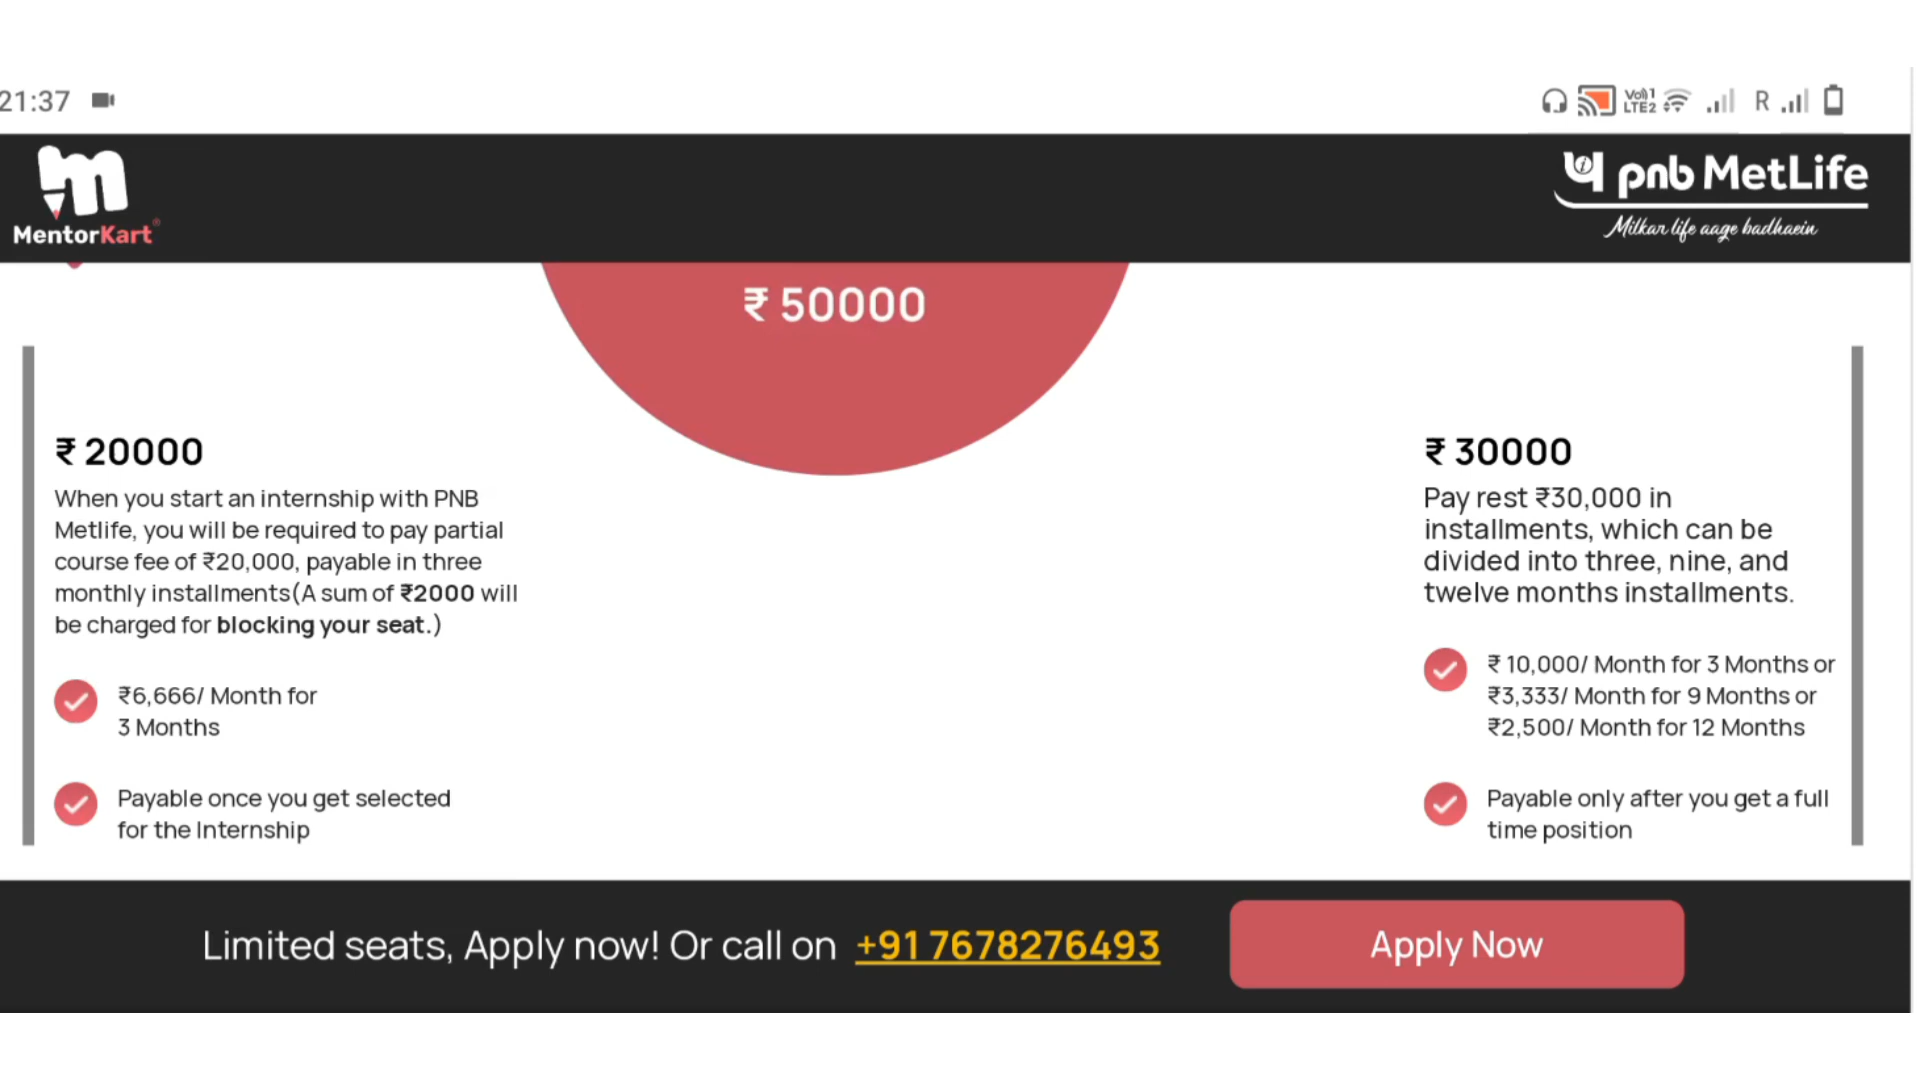 21:37
Vo)) 1
LTE2
R
MentorKart
pnb MetLife
Milkar life aage badhaein
₹ 50000
₹ 20000
When you start an internship with PNB
Metlife, you will be required to pay partial
course fee of ₹20,000, payable in three
monthly installments(A sum of ₹2000 will
be charged for blocking your seat.)
₹6,666/ Month for
3 Months
Payable once you get selected
for the Internship
₹ 30000
Pay rest ₹30,000 in
installments, which can be
divided into three, nine, and
twelve months installments.
₹ 10,000/ Month for 3 Months or
₹3,333/ Month for 9 Months or
₹2,500/ Month for 12 Months
Payable only after you get a full
time position
Limited seats, Apply now! Or call on +91 7678276493
Apply Now